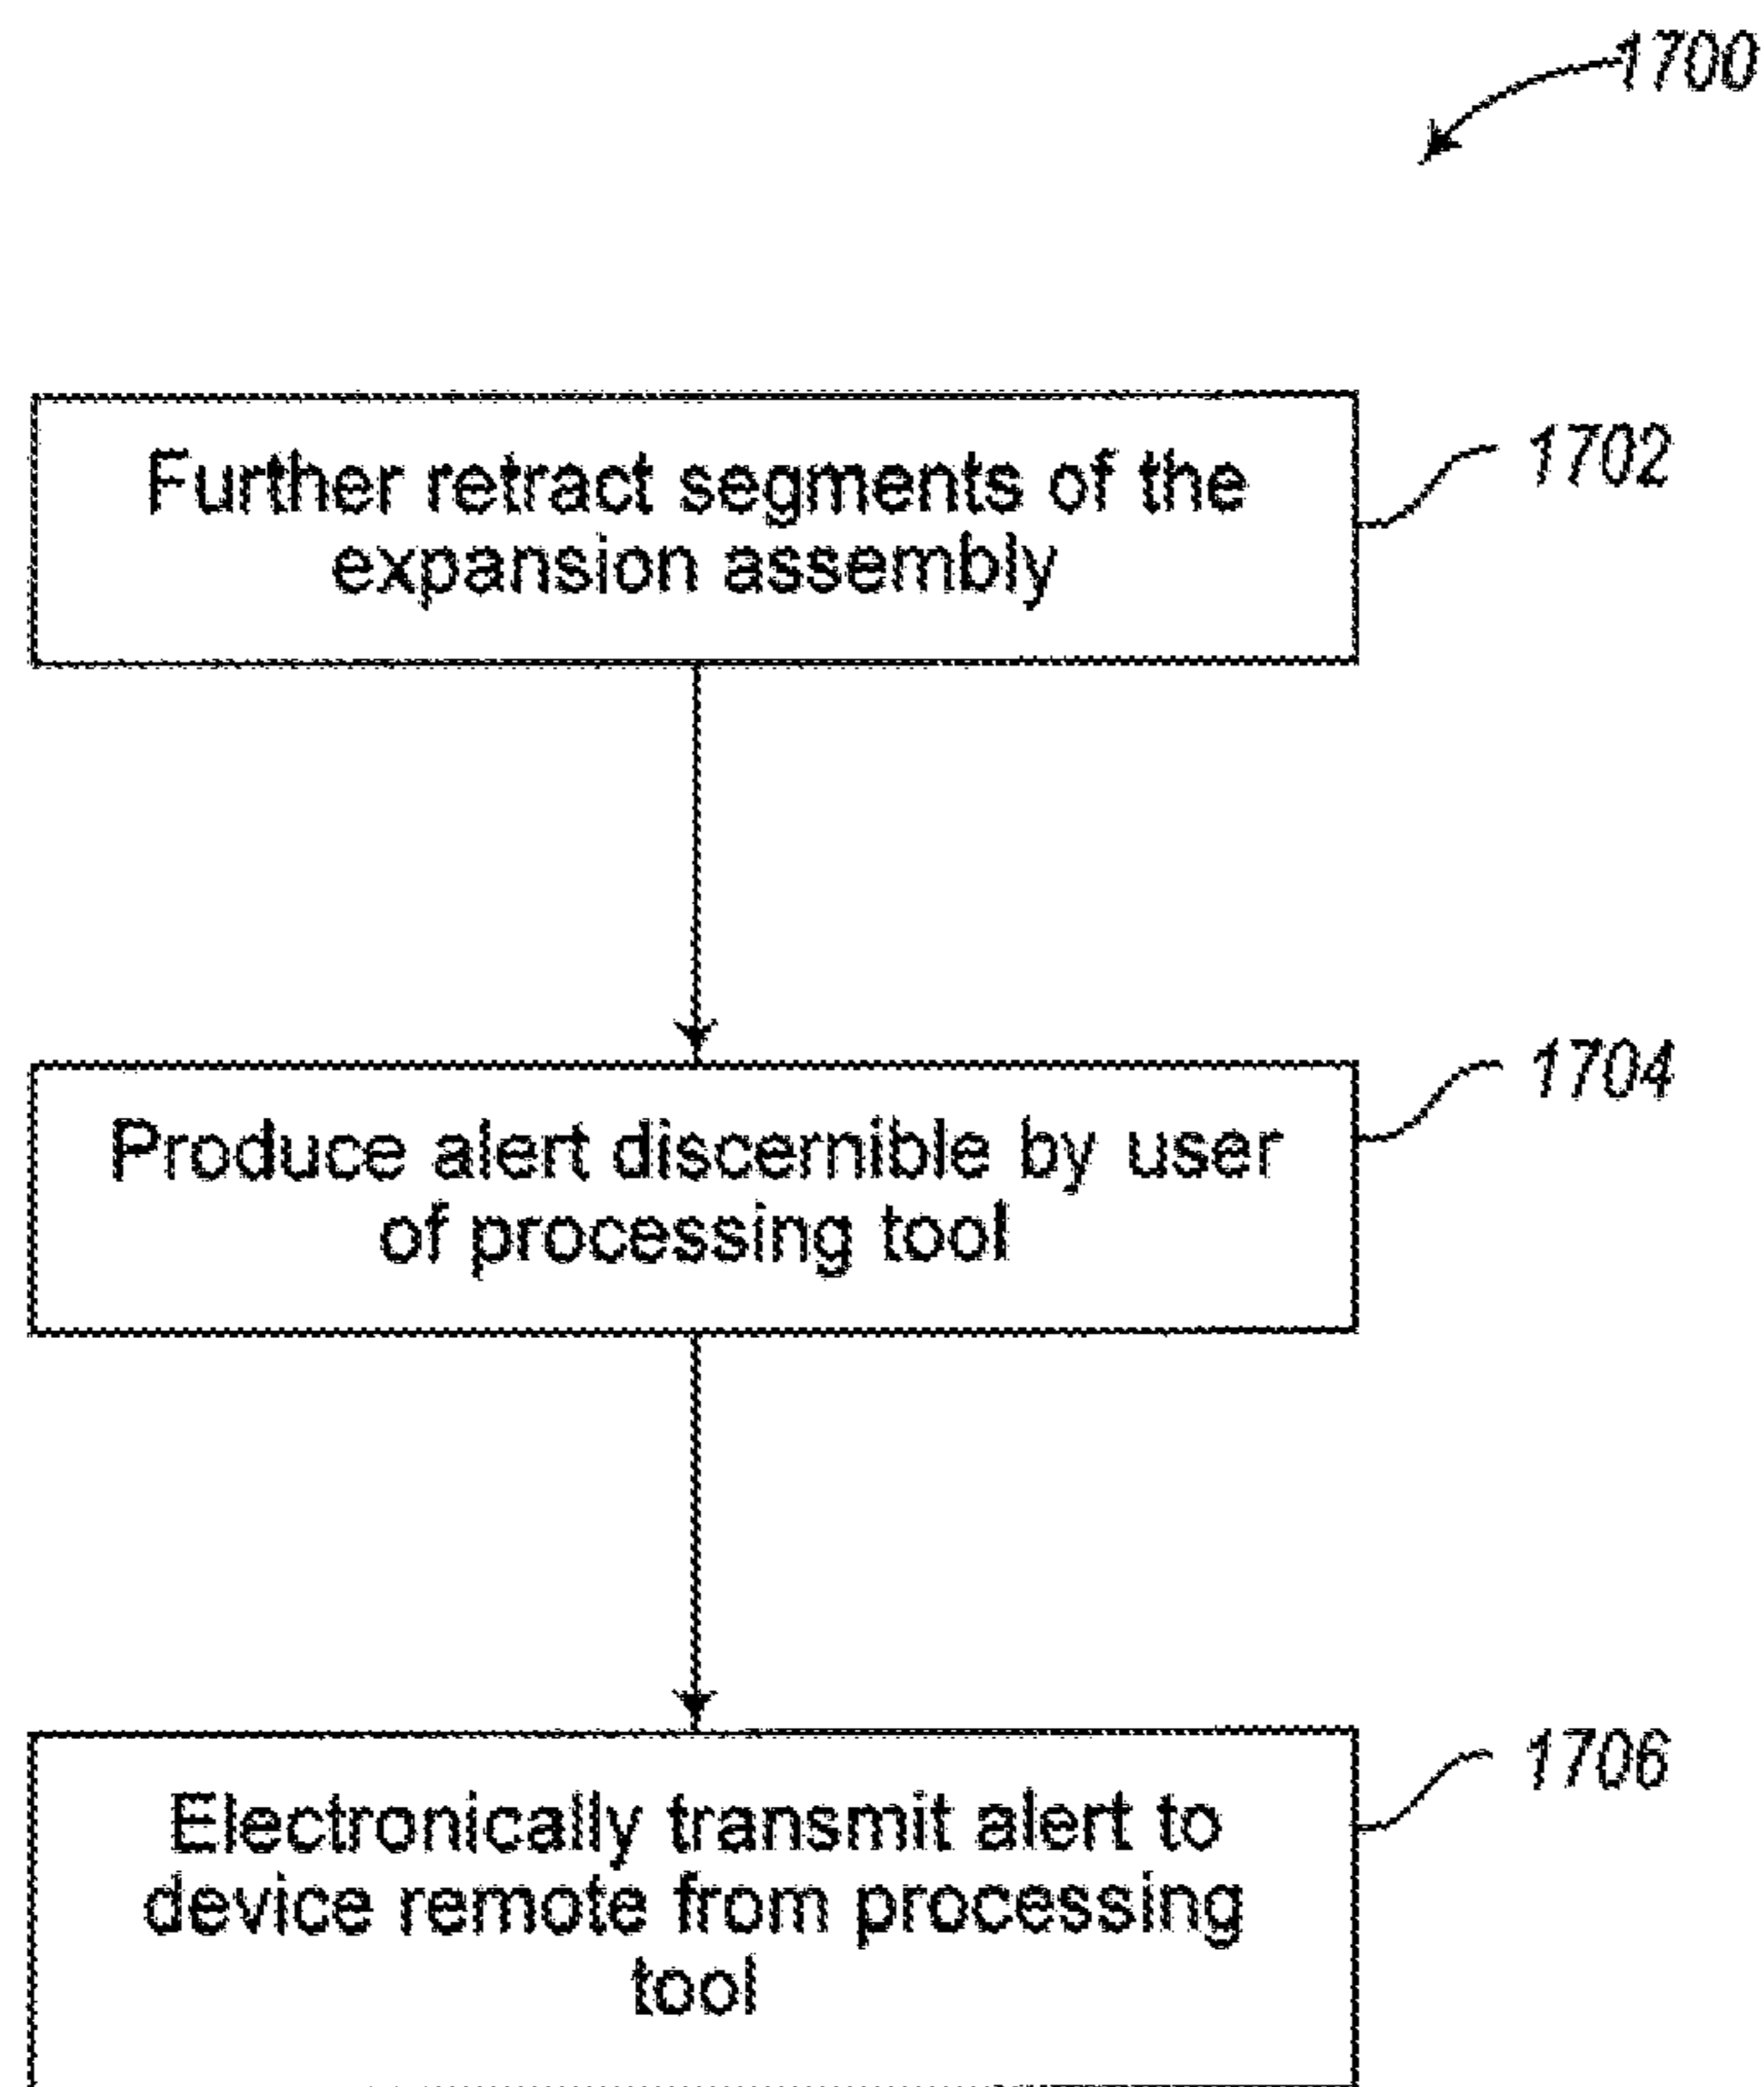 1700
Further retract segments of the
expansion assembly
1702
Produce alert discernible by user
of processing tool
1704
Electronically transmit alert to
device remote from processing
tool
1706